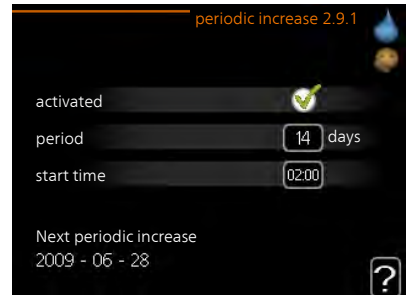 periodic increase 2.9.1
activated
period 14 days
start time 02:00
Next periodic increase
2009 - 06 - 28
?